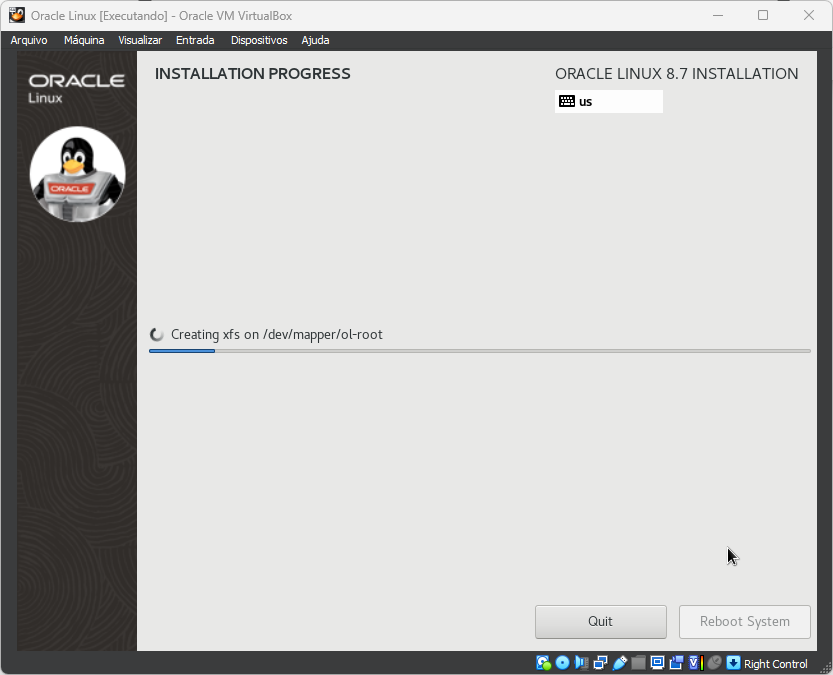 Oracle Linux [Executando] - Oracle VM VirtualBox
Arquivo Máquina Visualizar Entrada Dispositivos Ajuda
ORACLE
Linux
ORACLE
INSTALLATION PROGRESS
ORACLE LINUX 8.7 INSTALLATION
us
Creating xfs on /dev/mapper/ol-root
Quit
Reboot System
Right Control